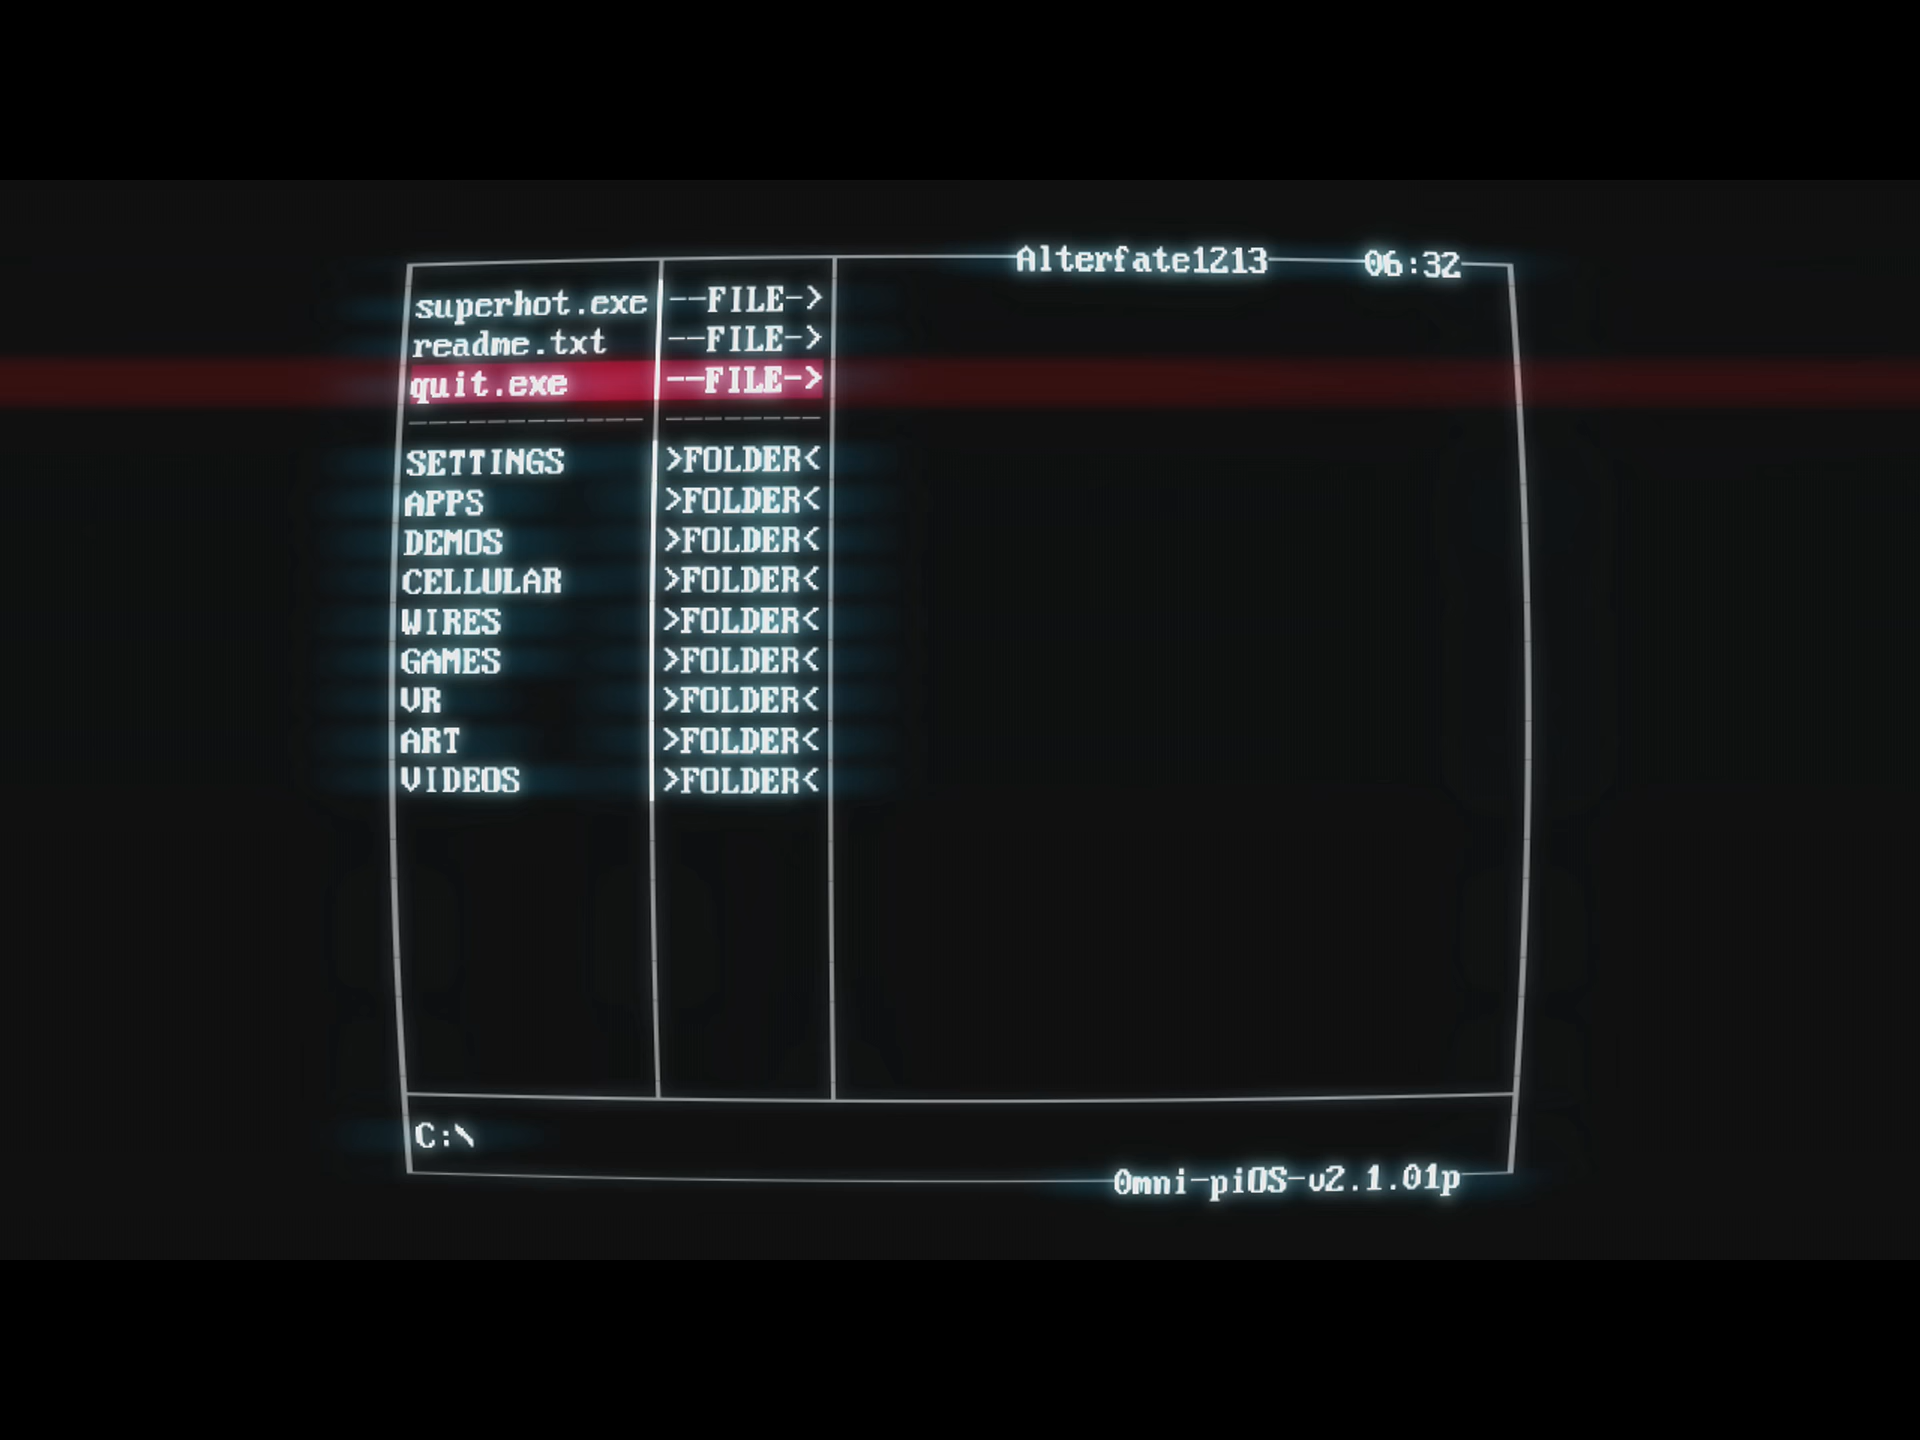 Alterfate1213 06:32
superhot.exe --FILE->
readme.txt --FILE->
quit.exe --FILE->
SETTINGS >FOLDER<
APPS >FOLDER<
DEMOS >FOLDER<
CELLULAR >FOLDER<
WIRES >FOLDER<
GAMES >FOLDER<
VR >FOLDER<
ART >FOLDER<
VIDEOS >FOLDER<
C:\
0mni-piOS-v2.1.01p